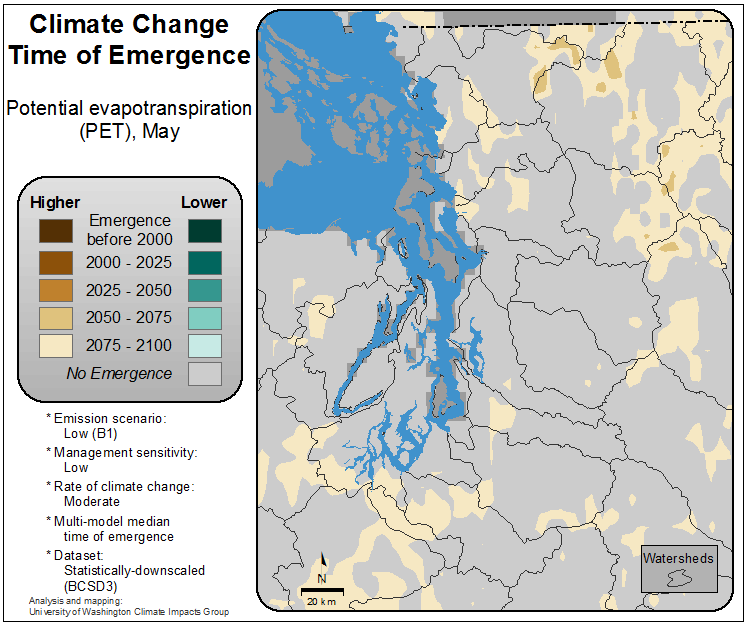 Climate Change
Time of Emergence
Potential evapotranspiration
(PET), May
Higher Lower
Emergence
before 2000
2000 - 2025
2025 - 2050
2050 - 2075
2075 - 2100
No Emergence
* Emission scenario:
Low (B1)
* Management sensitivity:
Low
* Rate of climate change:
Moderate
* Multi-model median
time of emergence
* Dataset:
Statistically-downscaled
(BCSD3)
Analysis and mapping:
University of Washington Climate Impacts Group
N
20 km
Watersheds